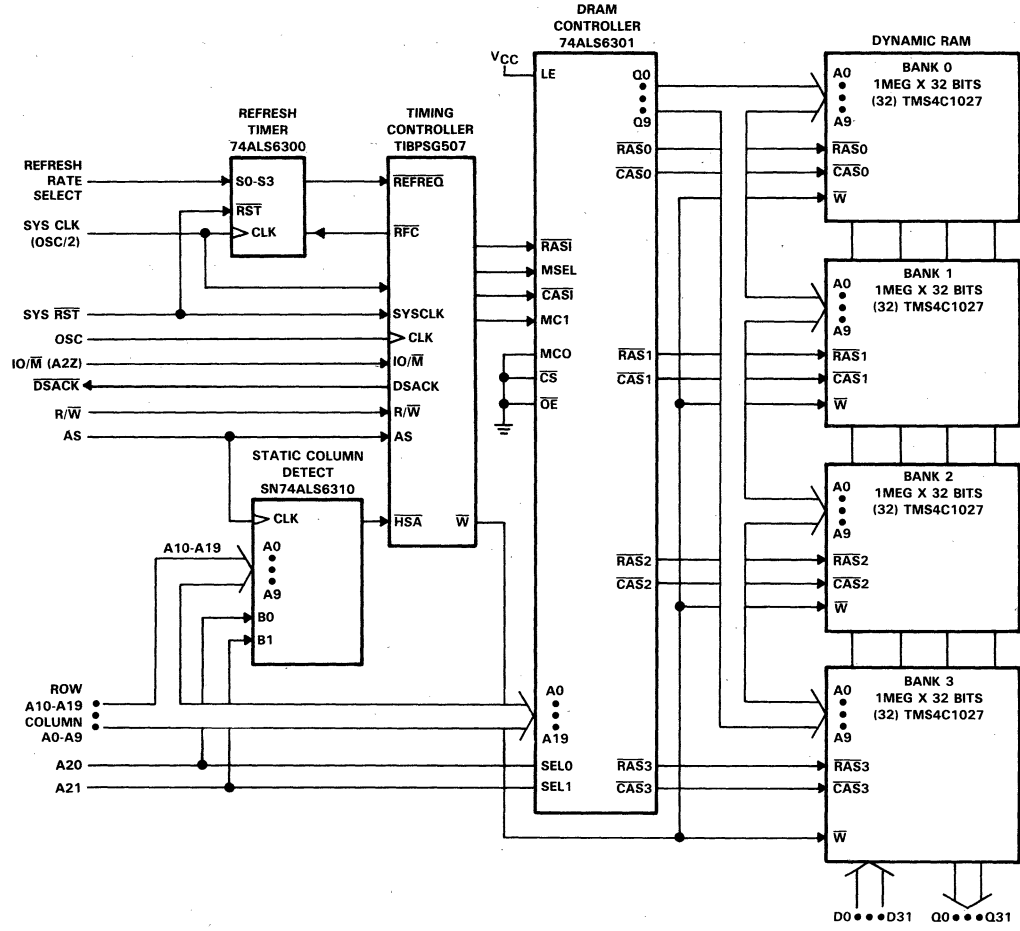 DRAM
CONTROLLER
74ALS6301
DYNAMIC RAM
VCC
LE
Q0
Q9
RAS0
CAS0
BANK 0
1MEG X 32 BITS
(32) TMS4C1027
A0
A9
RAS0
CAS0
W
REFRESH
TIMER
74ALS6300
TIMING
CONTROLLER
TIBPSG507
REFRESH
RATE
SELECT
S0-S3
REFREQ
RST
SYS CLK
(OSC/2)
CLK
RFC
RASI
MSEL
CASI
MC1
SYS RST
SYSCLK
OSC
CLK
IO/M (A2Z)
IO/M
DSACK
DSACK
R/W
R/W
AS
AS
MCO
CS
OE
RAS1
CAS1
BANK 1
1MEG X 32 BITS
(32) TMS4C1027
A0
A9
RAS1
CAS1
W
STATIC COLUMN
DETECT
SN74ALS6310
CLK
HSA
W
A10-A19
A0
A9
B0
B1
RAS2
CAS2
BANK 2
1MEG X 32 BITS
(32) TMS4C1027
A0
A9
RAS2
CAS2
W
ROW
A10-A19
COLUMN
A0-A9
A0
A19
A20
SEL0
A21
SEL1
RAS3
CAS3
BANK 3
1MEG X 32 BITS
(32) TMS4C1027
A0
A9
RAS3
CAS3
W
D0 ••• D31
Q0 ••• Q31